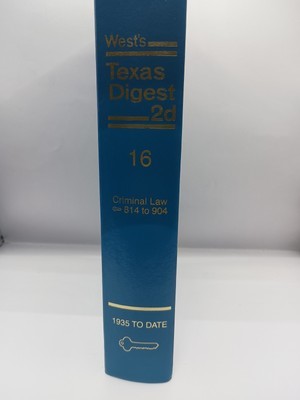 West's
Texas
Digest
2d
16
Criminal Law
814 to 904
1935 TO DATE